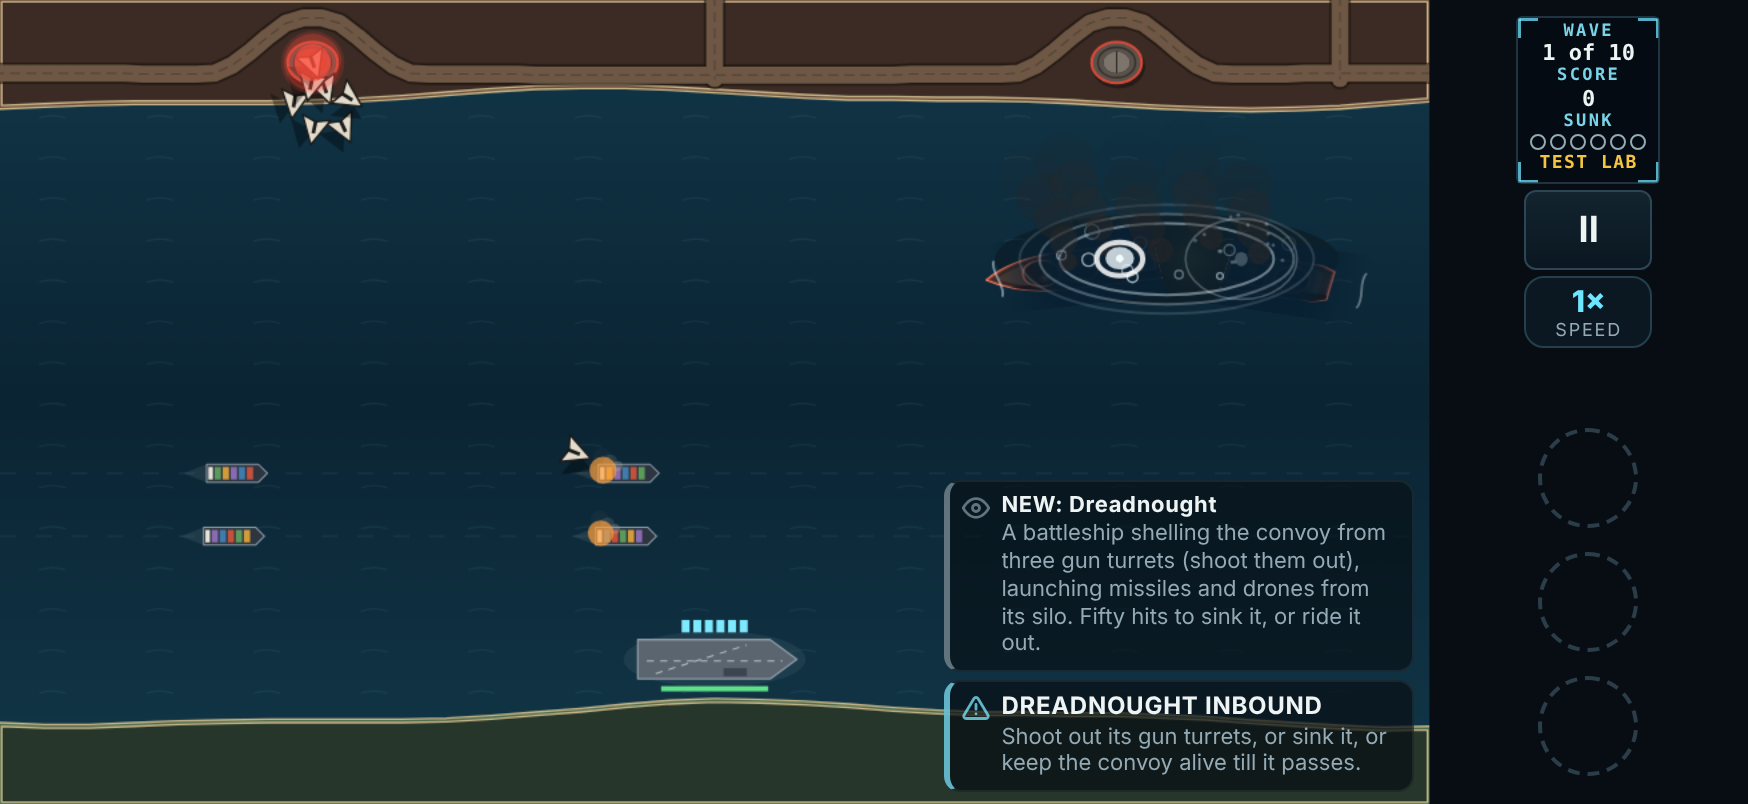 WAVE
1 of 10
SCORE
0
SUNK
TEST LAB
1×
SPEED
NEW: Dreadnought
A battleship shelling the convoy from
three gun turrets (shoot them out),
launching missiles and drones from
its silo. Fifty hits to sink it, or ride it
out.
DREADNOUGHT INBOUND
Shoot out its gun turrets, or sink it, or
keep the convoy alive till it passes.